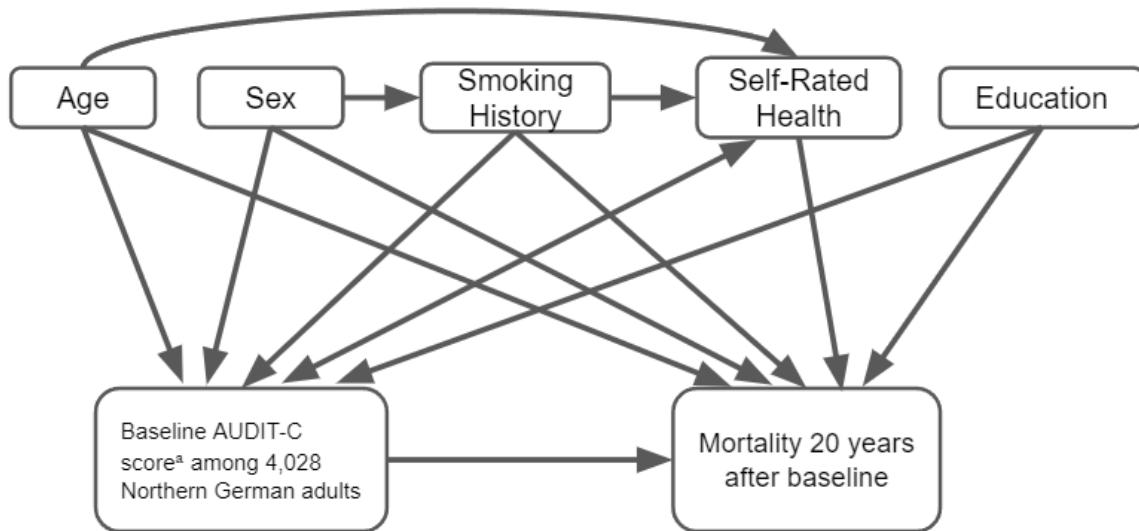 Age
Sex
Smoking
History
Self-Rated
Health
Education
Baseline AUDIT-C
scoreᵃ among 4,028
Northern German adults
Mortality 20 years
after baseline